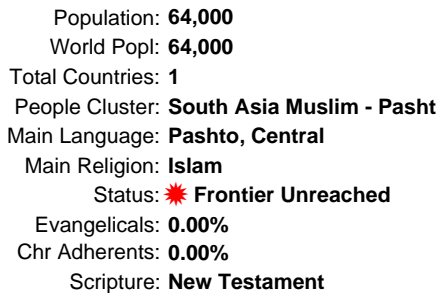 Population: 64,000
World Popl: 64,000
Total Countries: 1
People Cluster: South Asia Muslim - Pasht
Main Language: Pashto, Central
Main Religion: Islam
Status: Frontier Unreached
Evangelicals: 0.00%
Chr Adherents: 0.00%
Scripture: New Testament